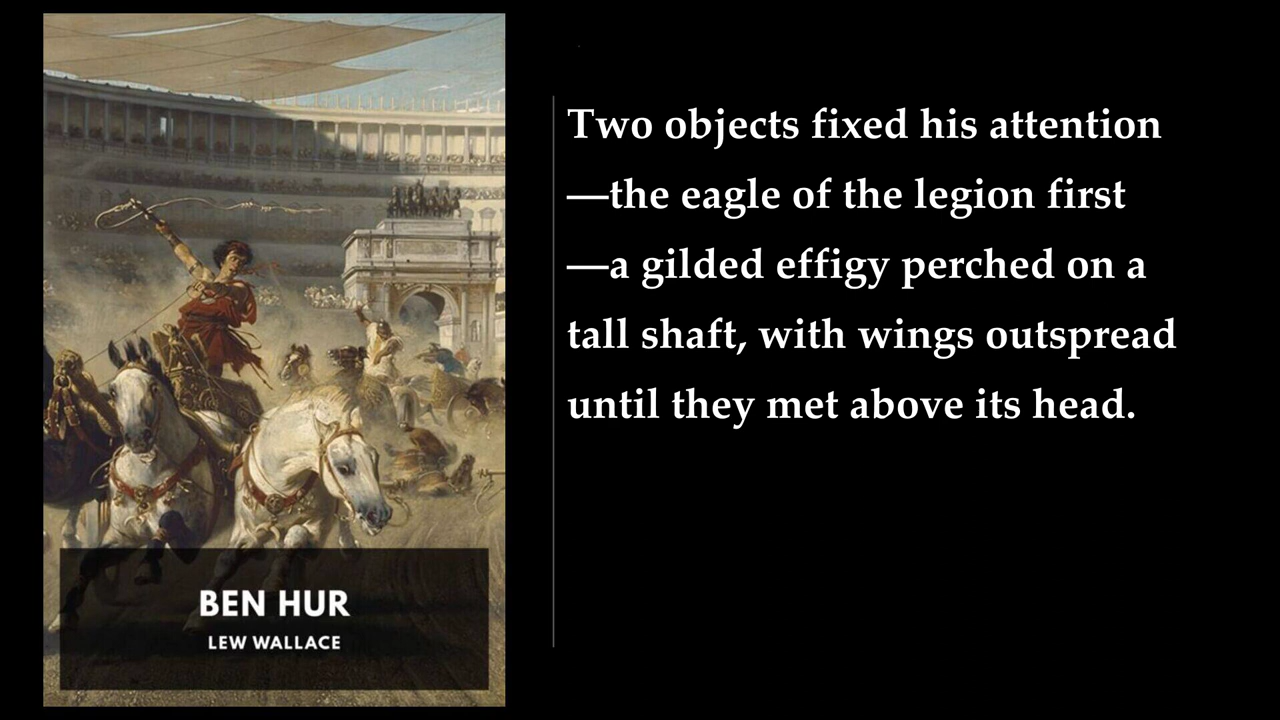 Two objects fixed his attention
—the eagle of the legion first
—a gilded effigy perched on a
tall shaft, with wings outspread
until they met above its head.
BEN HUR
LEW WALLACE